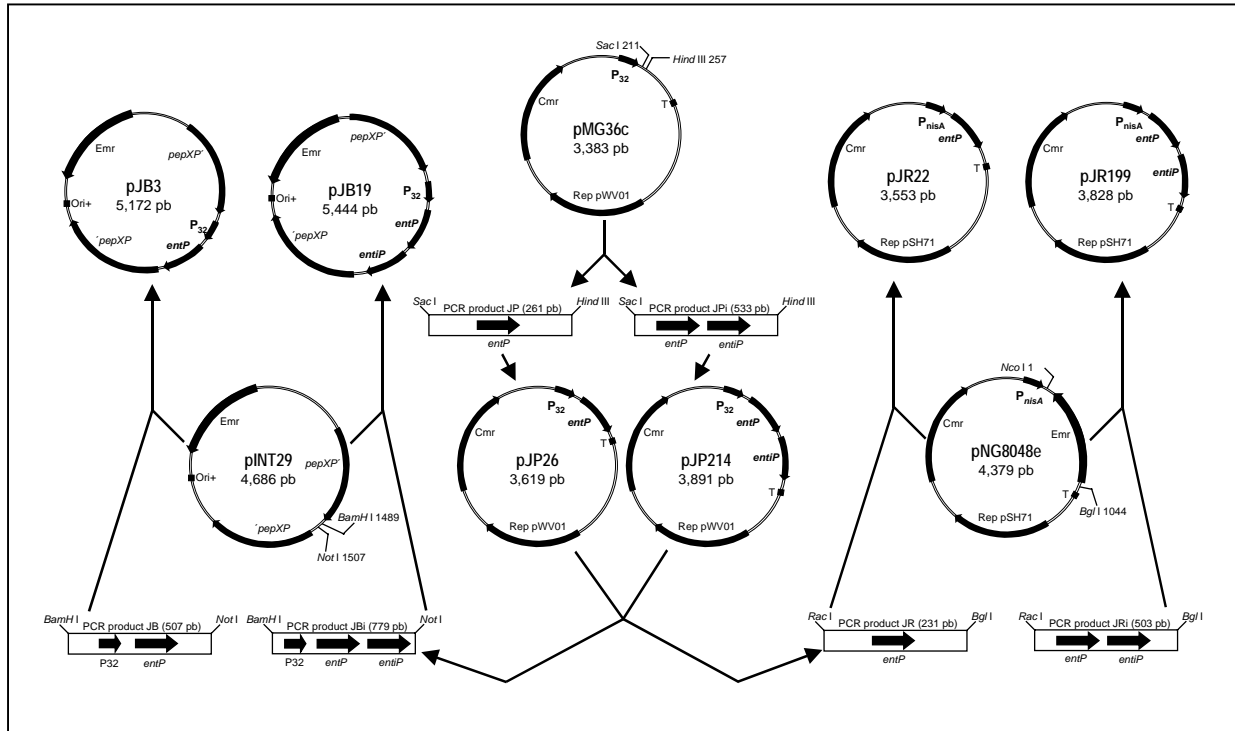 Sac I 211
Hind III 257
P32
Cmr
T
pMG36c
3,383 pb
Rep pWV01
Emr
pepXP´
pJB3
5,172 pb
Ori+
P32
entP
´pepXP
pepXP´
Emr
pJB19
5,444 pb
Ori+
P32
entP
´pepXP
entiP
PnisA
entP
Cmr
T
pJR22
3,553 pb
Rep pSH71
PnisA
entP
Cmr
entiP
pJR199
3,828 pb
T
Rep pSH71
Sac I
Hind III
PCR product JP (261 pb)
entP
Sac I
Hind III
PCR product JPi (533 pb)
entP
entiP
Emr
pINT29
4,686 pb
pepXP´
Ori+
´pepXP
BamH I 1489
Not I 1507
P32
entP
Cmr
T
pJP26
3,619 pb
Rep pWV01
P32
entP
Cmr
entiP
pJP214
3,891 pb
T
Rep pWV01
Nco I 1
PnisA
Cmr
Emr
pNG8048e
4,379 pb
T
Rep pSH71
Bgl I 1044
BamH I
Not I
PCR product JB (507 pb)
P32
entP
BamH I
Not I
PCR product JBi (779 pb)
P32
entP
entiP
Rac I
Bgl I
PCR product JR (231 pb)
entP
Rac I
Bgl I
PCR product JRi (503 pb)
entP
entiP